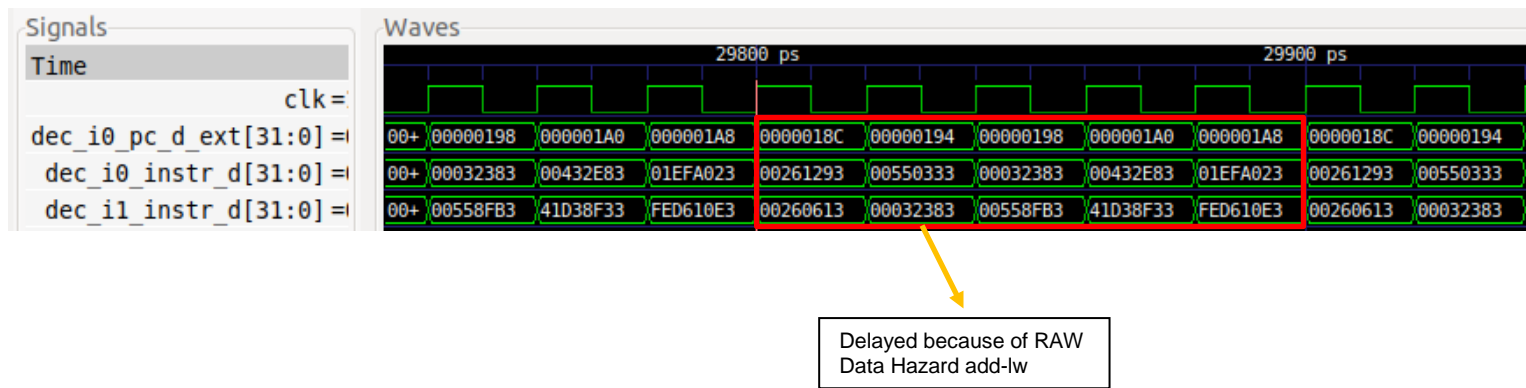 Signals
Waves
Time
29800 ps
29900 ps
clk=
dec_i0_pc_d_ext[31:0]=
00+ 00000198 000001A0 000001A8 0000018C 00000194 00000198 000001A0 000001A8 0000018C 00000194
dec_i0_instr_d[31:0]=
00+ 00032383 00432E83 01EFA023 00261293 00550333 00032383 00432E83 01EFA023 00261293 00550333
dec_i1_instr_d[31:0]=
00+ 00558FB3 41D38F33 FED610E3 00260613 00032383 00558FB3 41D38F33 FED610E3 00260613 00032383
Delayed because of RAW
Data Hazard add-lw